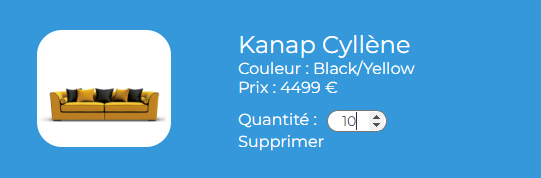 Kanap Cyllène
Couleur : Black/Yellow
Prix : 4499 €
Quantité : 10
Supprimer